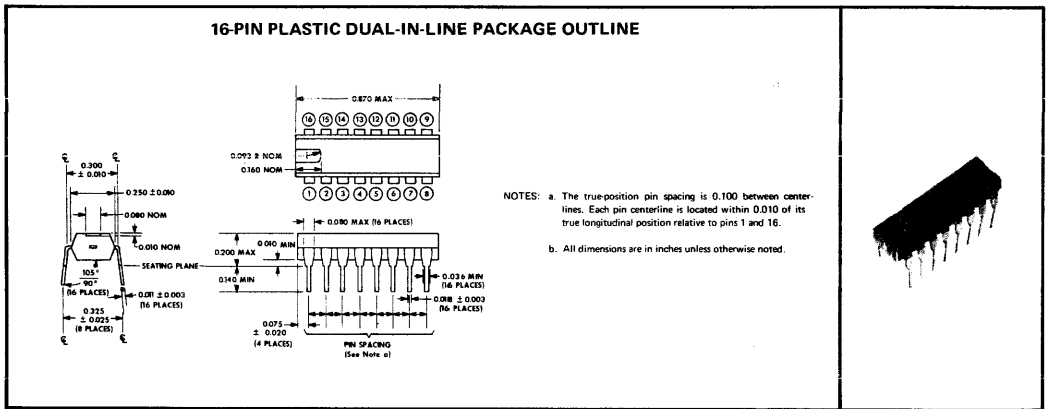 16-PIN PLASTIC DUAL-IN-LINE PACKAGE OUTLINE
0.870 MAX
16 15 14 13 12 11 10 9
0.093 R NOM
0.160 NOM
1 2 3 4 5 6 7 8
℄ ℄
0.300
± 0.010
0.250 ± 0.010
0.080 NOM
0.010 NOM
SEATING PLANE
105°
90°
(16 PLACES)
0.011 ± 0.003
(16 PLACES)
0.325
± 0.025
(8 PLACES)
℄ ℄
0.080 MAX (16 PLACES)
0.010 MIN
0.200 MAX
0.140 MIN
0.036 MIN
(16 PLACES)
0.018 ± 0.003
(16 PLACES)
0.075
± 0.020
(4 PLACES)
PIN SPACING
(See Note a)
NOTES: a. The true-position pin spacing is 0.100 between center-
lines. Each pin centerline is located within 0.010 of its
true longitudinal position relative to pins 1 and 16.
b. All dimensions are in inches unless otherwise noted.